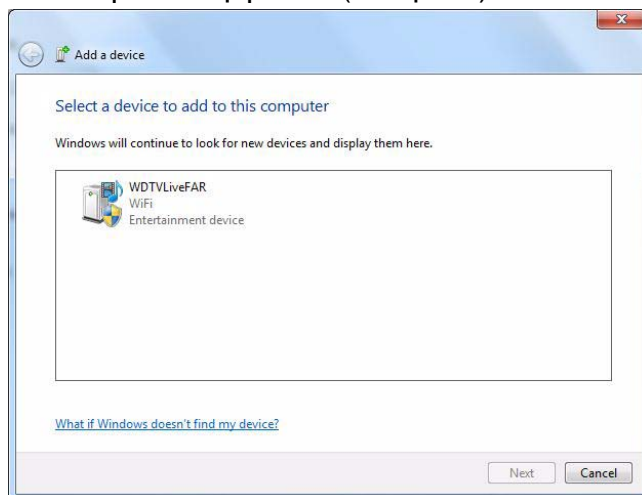 Add a device
Select a device to add to this computer
Windows will continue to look for new devices and display them here.
WDTVLiveFAR
WiFi
Entertainment device
What if Windows doesn't find my device?
Next
Cancel